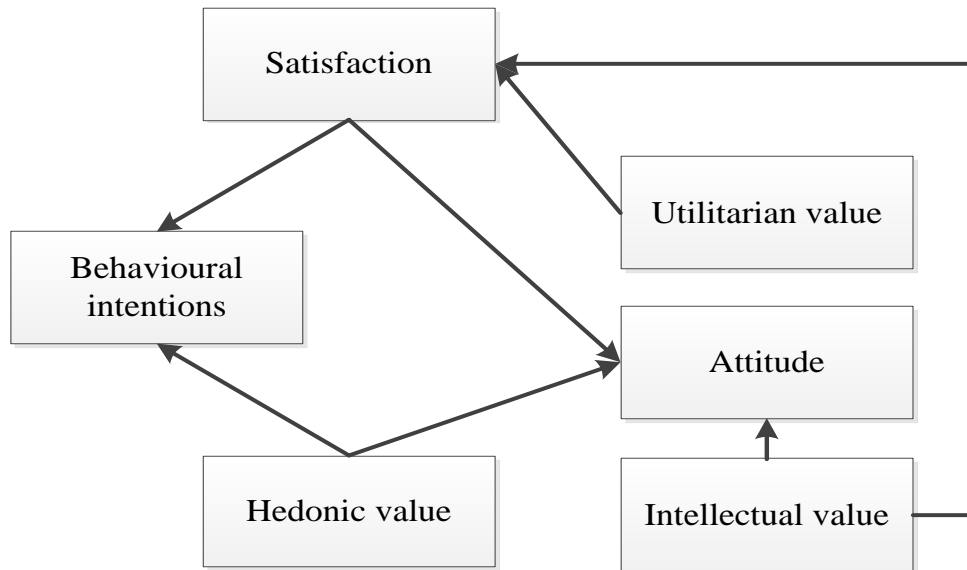 Satisfaction
Utilitarian value
Behavioural
intentions
Attitude
Hedonic value
Intellectual value